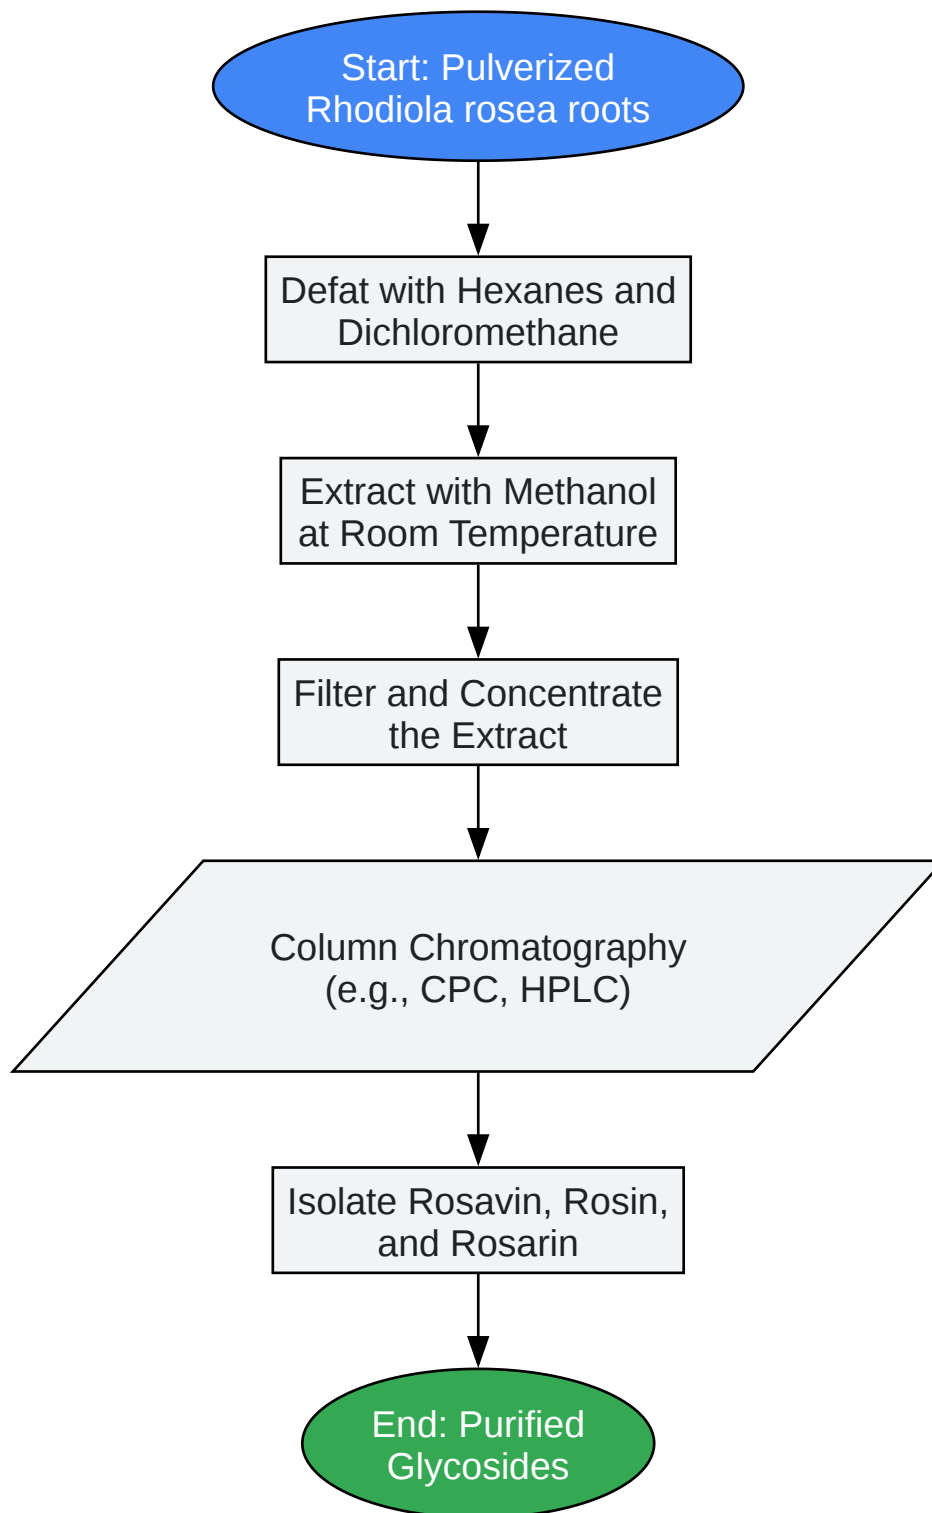 Start: Pulverized
Rhodiola rosea roots
Defat with Hexanes and
Dichloromethane
Extract with Methanol
at Room Temperature
Filter and Concentrate
the Extract
Column Chromatography
(e.g., CPC, HPLC)
Isolate Rosavin, Rosin,
and Rosarin
End: Purified
Glycosides